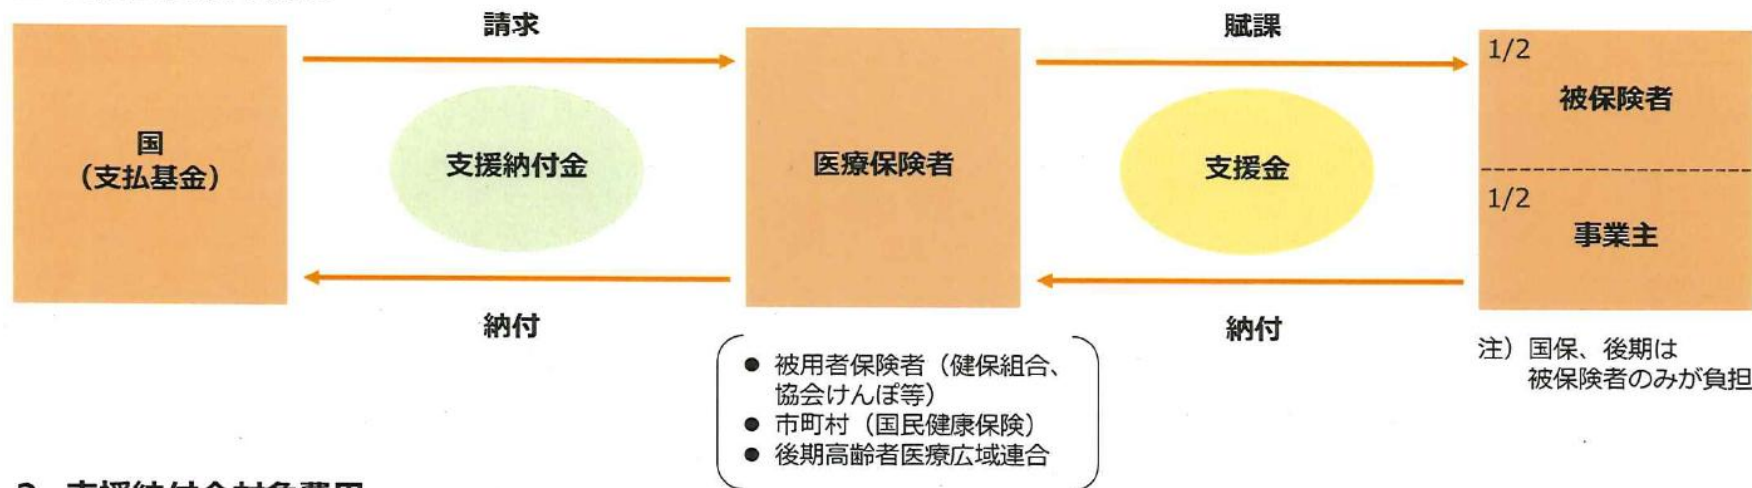 請求
賦課
国
(支払基金)
支援納付金
医療保険者
支援金
1/2
被保険者
1/2
事業主
納付
納付
● 被用者保険者(健保組合、
協会けんぽ等)
● 市町村(国民健康保険)
● 後期高齢者医療広域連合
注)国保、後期は
被保険者のみが負担